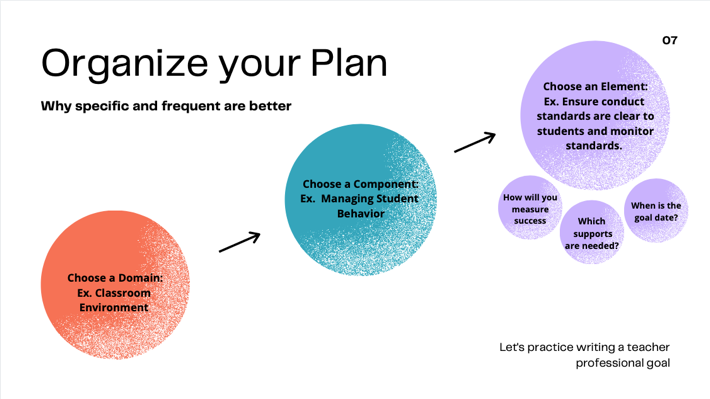 07
Organize your Plan
Why specific and frequent are better
Choose a Domain:
Ex. Classroom
Environment
Choose a Component:
Ex. Managing Student
Behavior
Choose an Element:
Ex. Ensure conduct
standards are clear to
students and monitor
standards.
How will you
measure
success
Which
supports
are needed?
When is the
goal date?
Let's practice writing a teacher
professional goal